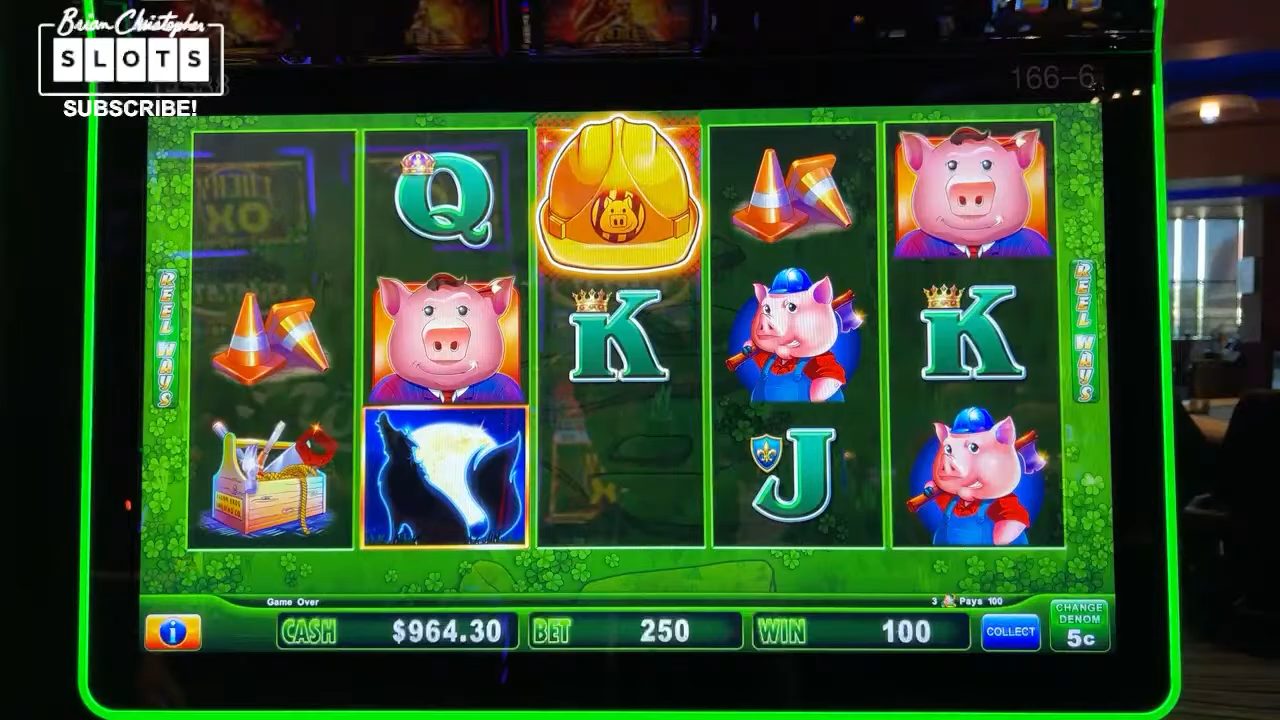 Brian Christopher
SLOTS
SUBSCRIBE!
166-6
Q
K
K
J
REEL WAYS
REEL WAYS
Game Over
3 Pays 100
CASH $964.30
BET 250
WIN 100
COLLECT
CHANGE
DENOM
5¢